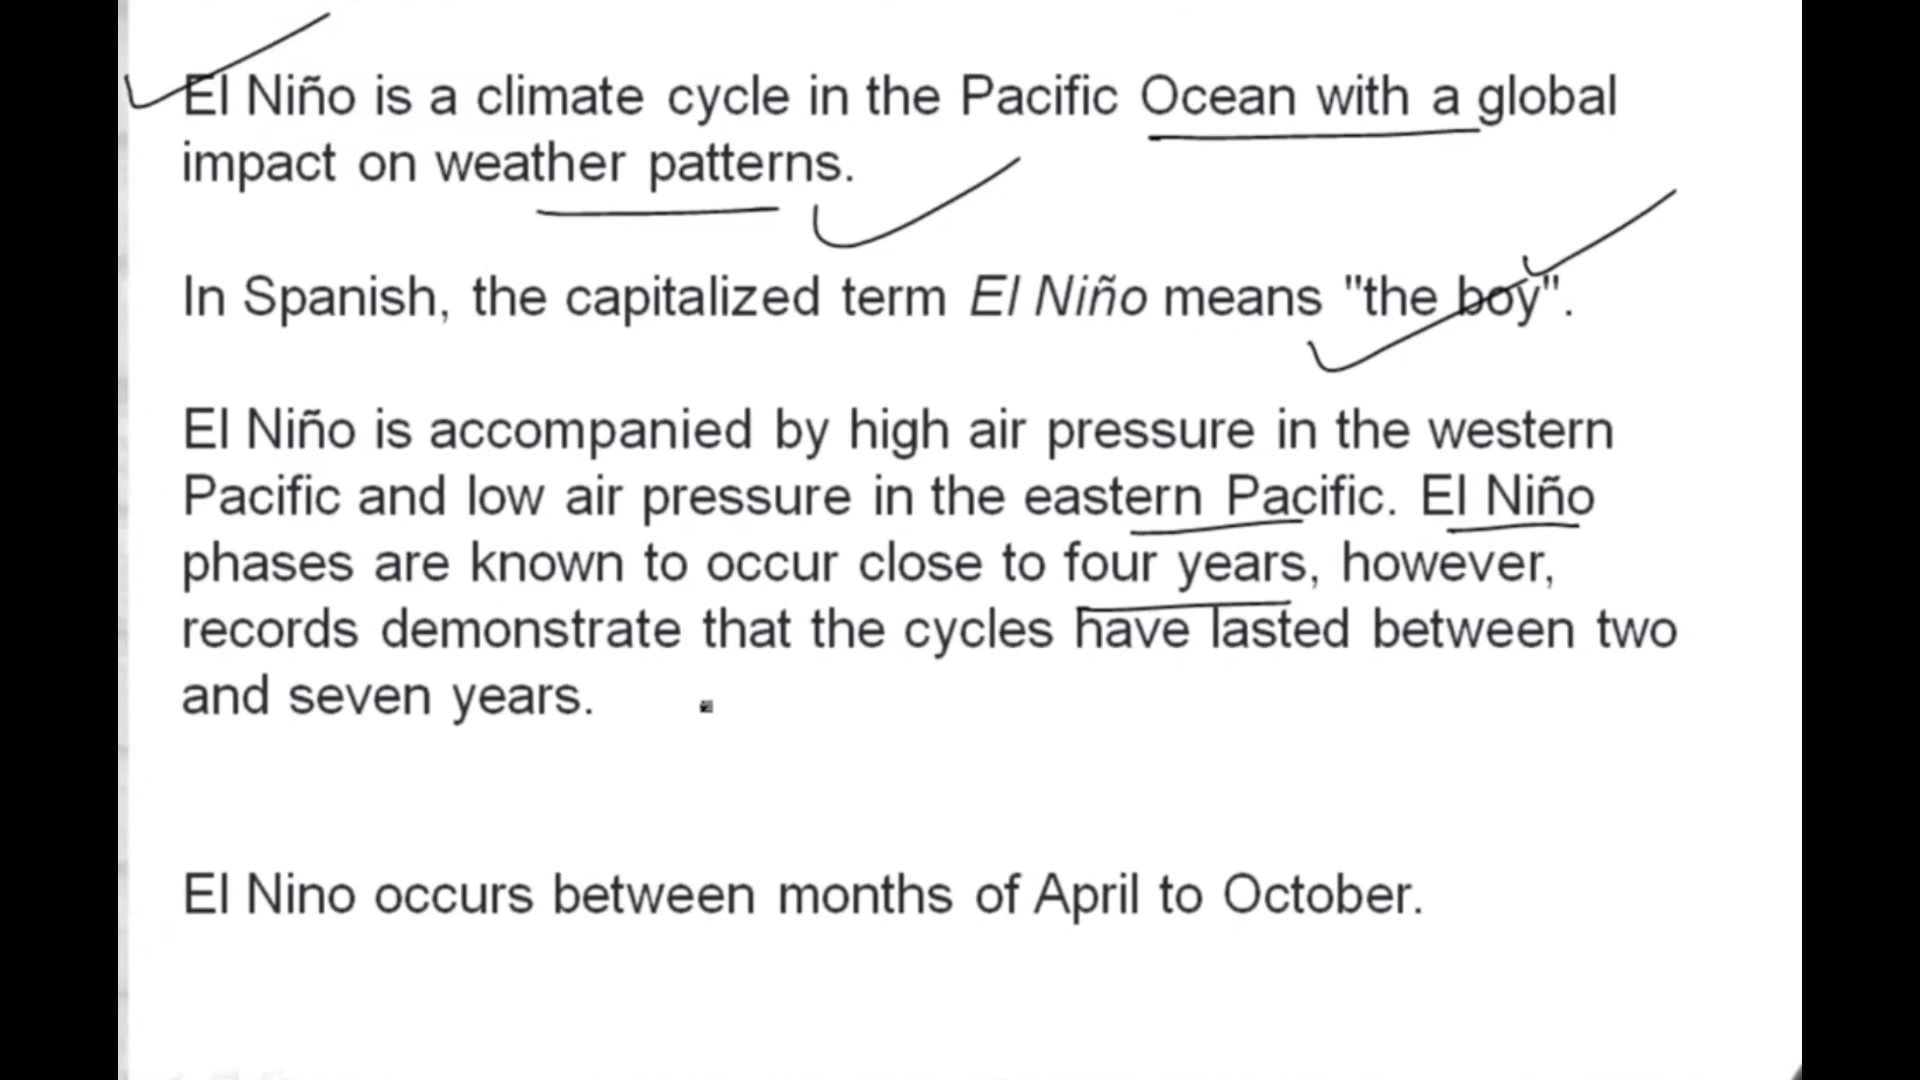 El Niño is a climate cycle in the Pacific Ocean with a global
impact on weather patterns.
In Spanish, the capitalized term El Niño means "the boy".
El Niño is accompanied by high air pressure in the western
Pacific and low air pressure in the eastern Pacific. El Niño
phases are known to occur close to four years, however,
records demonstrate that the cycles have lasted between two
and seven years.
El Nino occurs between months of April to October.